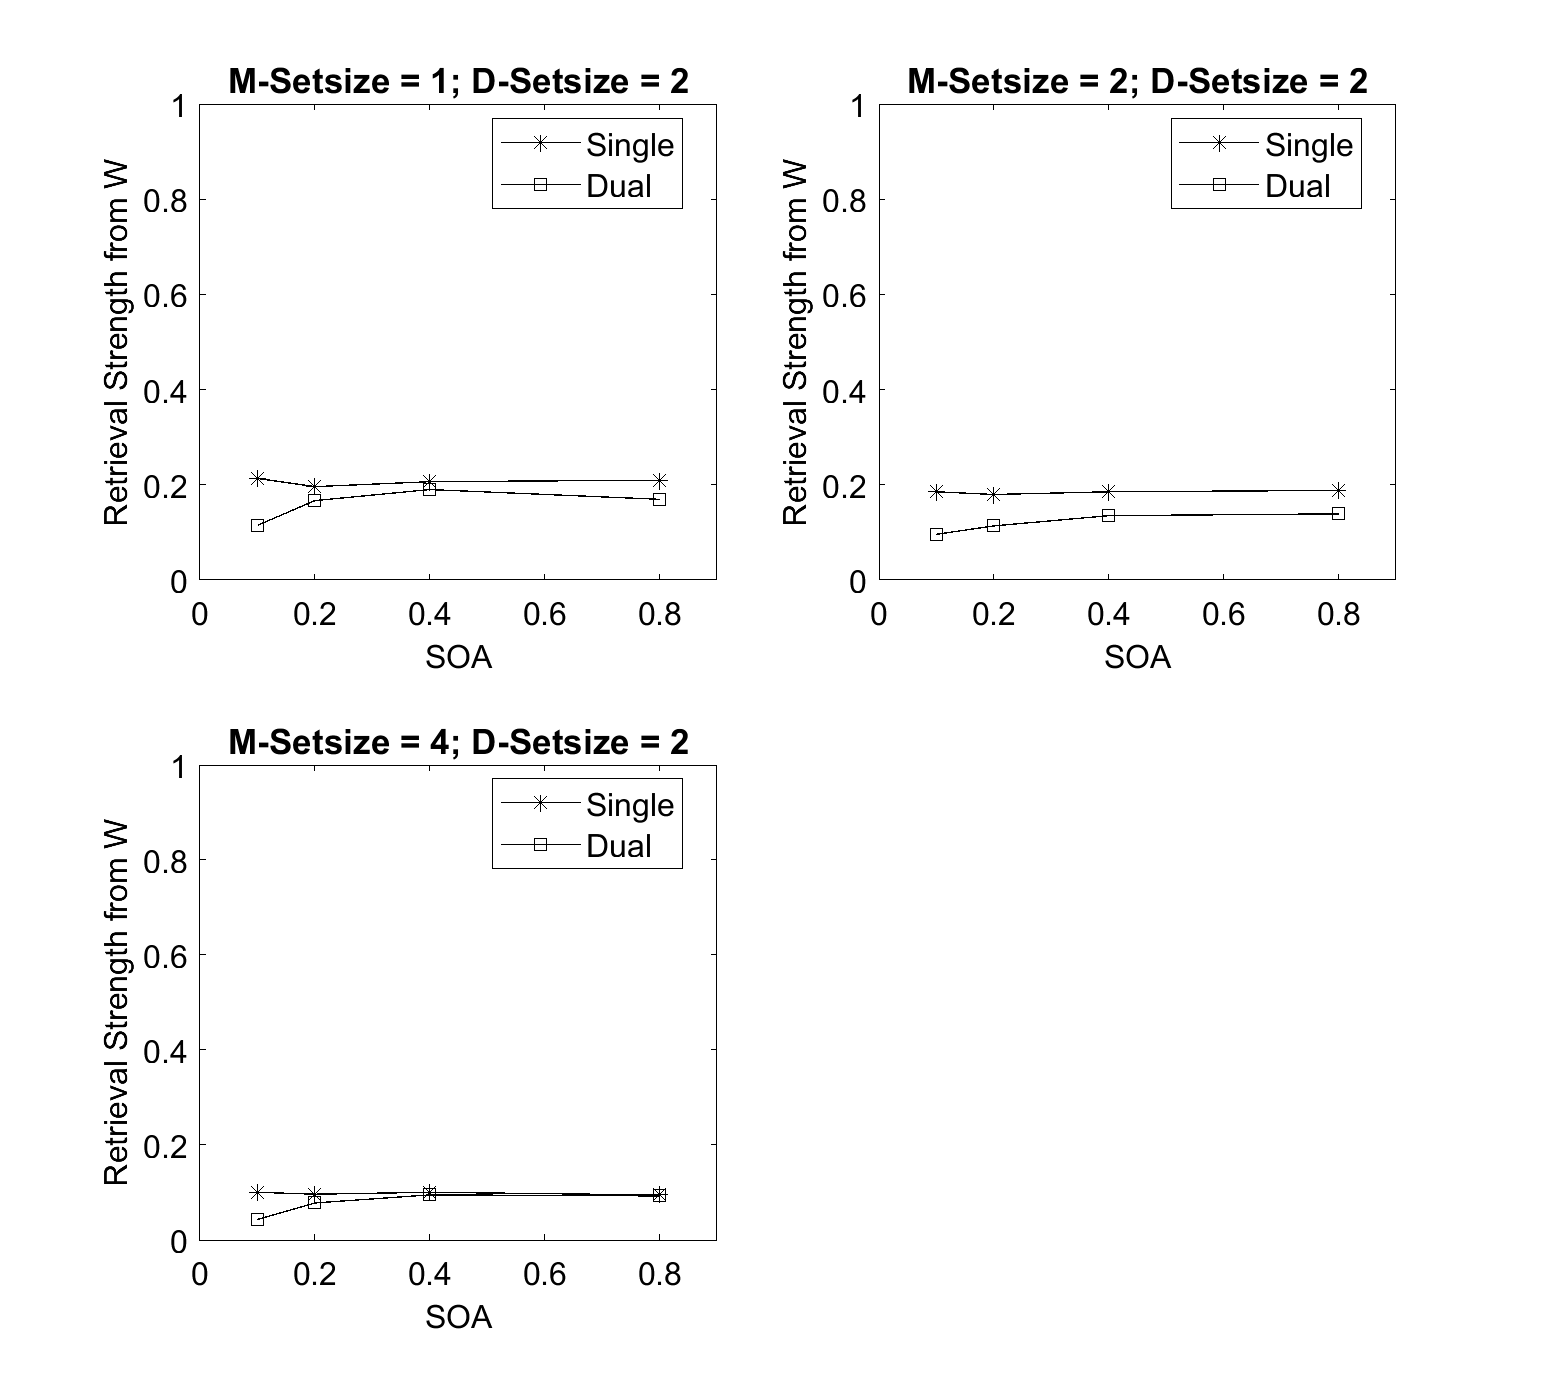 M-Setsize = 1; D-Setsize = 2
1
0.8
0.6
0.4
0.2
0
Retrieval Strength from W
Single
Dual
0
0.2
0.4
0.6
0.8
SOA
M-Setsize = 2; D-Setsize = 2
1
0.8
0.6
0.4
0.2
0
Retrieval Strength from W
Single
Dual
0
0.2
0.4
0.6
0.8
SOA
M-Setsize = 4; D-Setsize = 2
1
0.8
0.6
0.4
0.2
0
Retrieval Strength from W
Single
Dual
0
0.2
0.4
0.6
0.8
SOA